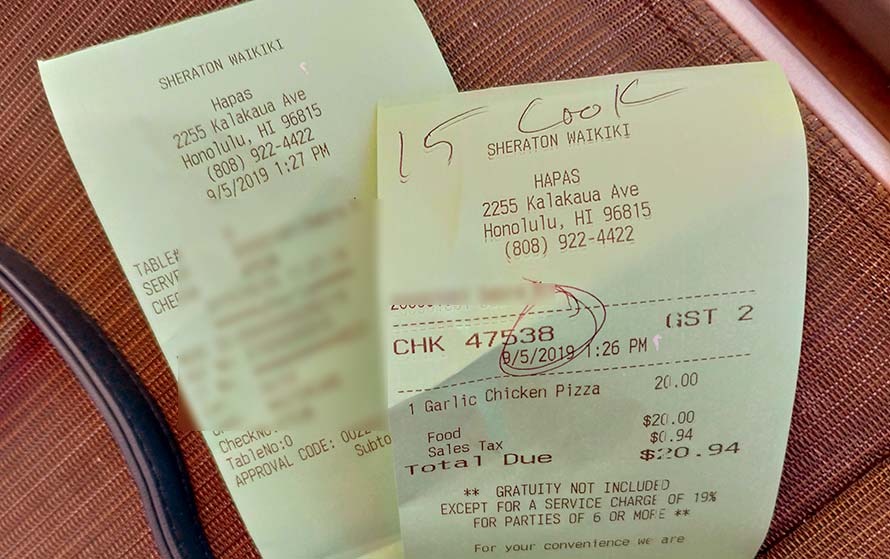 SHERATON WAIKIKI
Hapas
2255 Kalakaua Ave
Honolulu, HI 96815
(808) 922-4422
9/5/2019 1:27 PM
TABLE#
SERV
CHEC
TableNo:0
APPROVAL CODE: 002
Subto
15 COOK
SHERATON WAIKIKI
HAPAS
2255 Kalakaua Ave
Honolulu, HI 96815
(808) 922-4422
CHK 47538 GST 2
9/5/2019 1:26 PM
1 Garlic Chicken Pizza 20.00
Food $20.00
Sales Tax $0.94
Total Due $20.94
** GRATUITY NOT INCLUDED
EXCEPT FOR A SERVICE CHARGE OF 19%
FOR PARTIES OF 6 OR MORE **
For your convenience we are